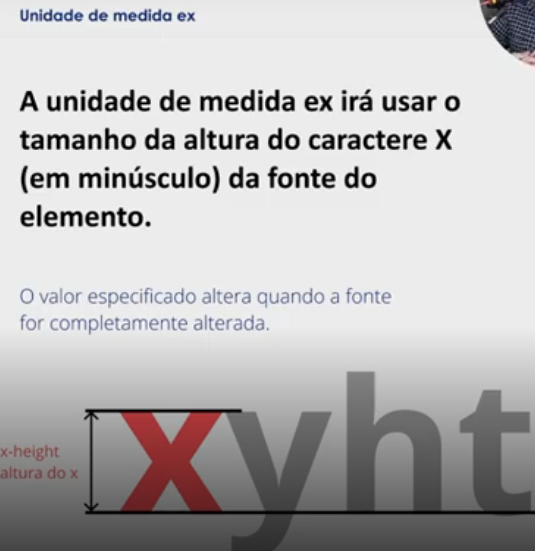 Unidade de medida ex
A unidade de medida ex irá usar o
tamanho da altura do caractere X
(em minúsculo) da fonte do
elemento.
O valor especificado altera quando a fonte
for completamente alterada.
x-height
altura do x
xyht